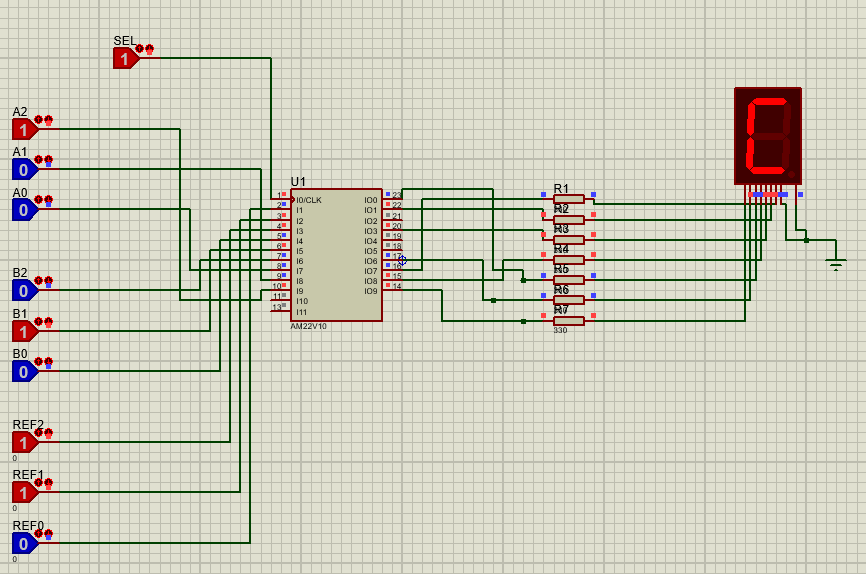 SEL
1
A2
1
A1
0
A0
0
B2
0
B1
1
B0
0
REF2
1
0
REF1
1
0
REF0
0
0
U1
1
2
3
4
5
6
7
8
9
10
11
13
I0/CLK
I1
I2
I3
I4
I5
I6
I7
I8
I9
I10
I11
IO0
IO1
IO2
IO3
IO4
IO5
IO6
IO7
IO8
IO9
23
22
21
20
19
18
17
16
15
14
AM22V10
R1
R2
R3
R4
R5
R6
R7
330